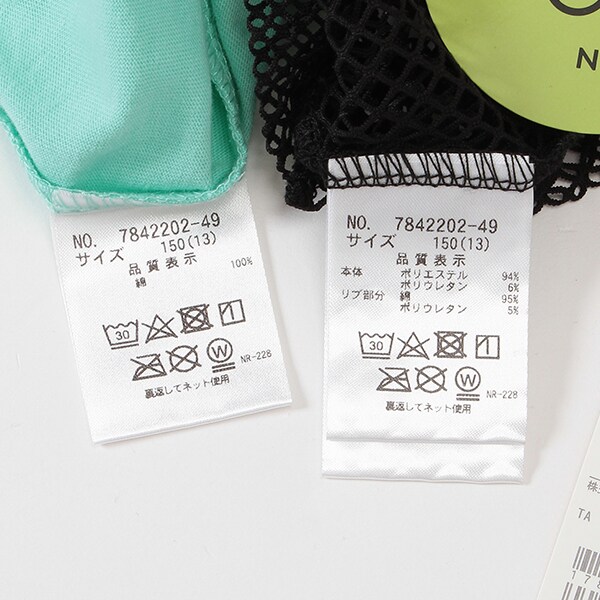 N
NO. 7842202-49
サイズ 150(13)
品質表示
綿 100%
30
W
NR-228
裏返してネット使用
NO. 7842202-49
サイズ 150(13)
品質表示
本体 ポリエステル 94%
ポリウレタン 6%
リブ部分 綿 95%
ポリウレタン 5%
30
W
NR-228
裏返してネット使用
TA
178